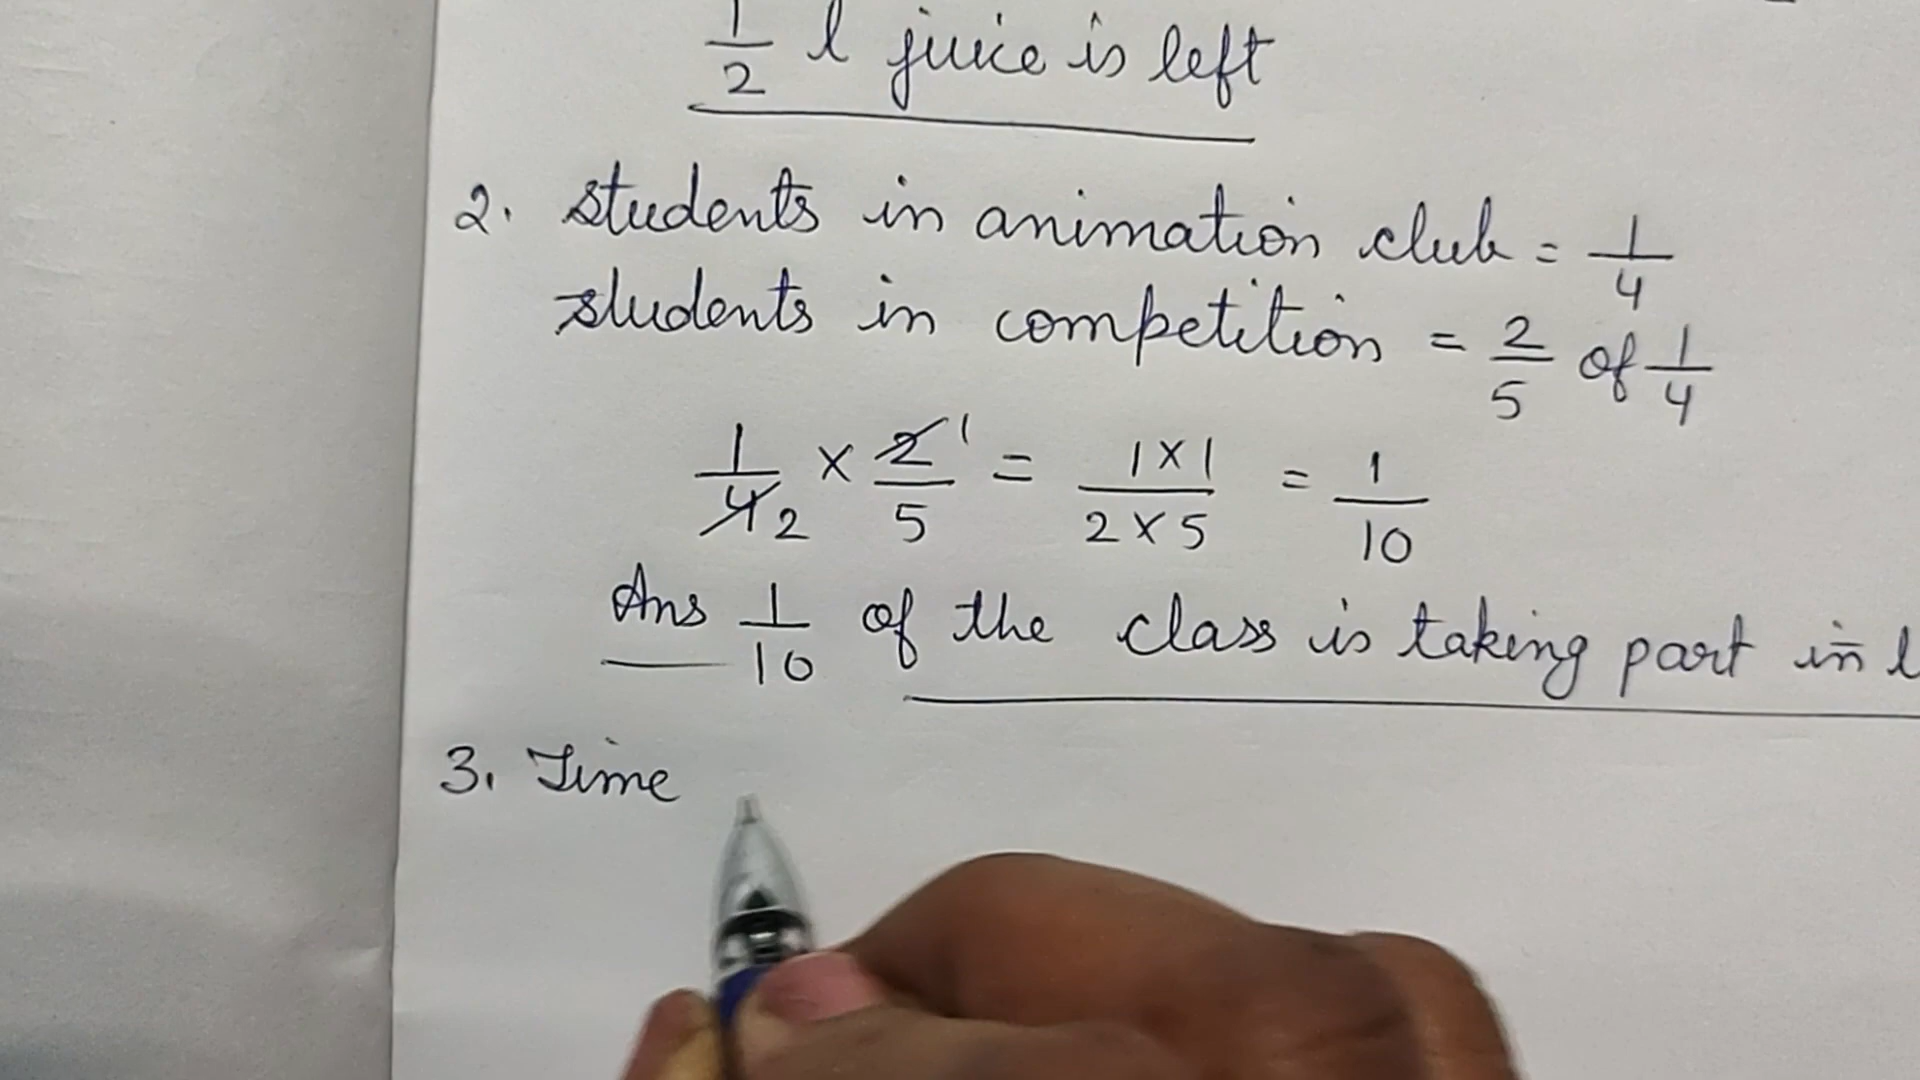 1/2 l juice is left
2. students in animation club = 1/4
students in competition = 2/5 of 1/4
1/4 2 × 2/5 1 = 1×1/2×5 = 1/10
Ans 1/10 of the class is taking part in
3. Time